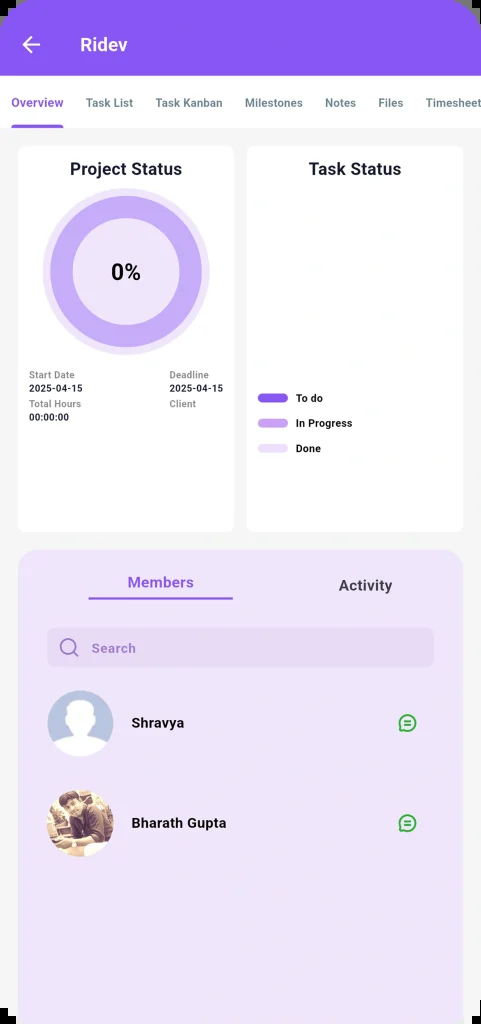 Ridev
Overview Task List Task Kanban Milestones Notes Files Timesheet
Project Status
0%
Start Date Deadline
2025-04-15 2025-04-15
Total Hours Client
00:00:00
Task Status
To do
In Progress
Done
Members Activity
Search
Shravya
Bharath Gupta